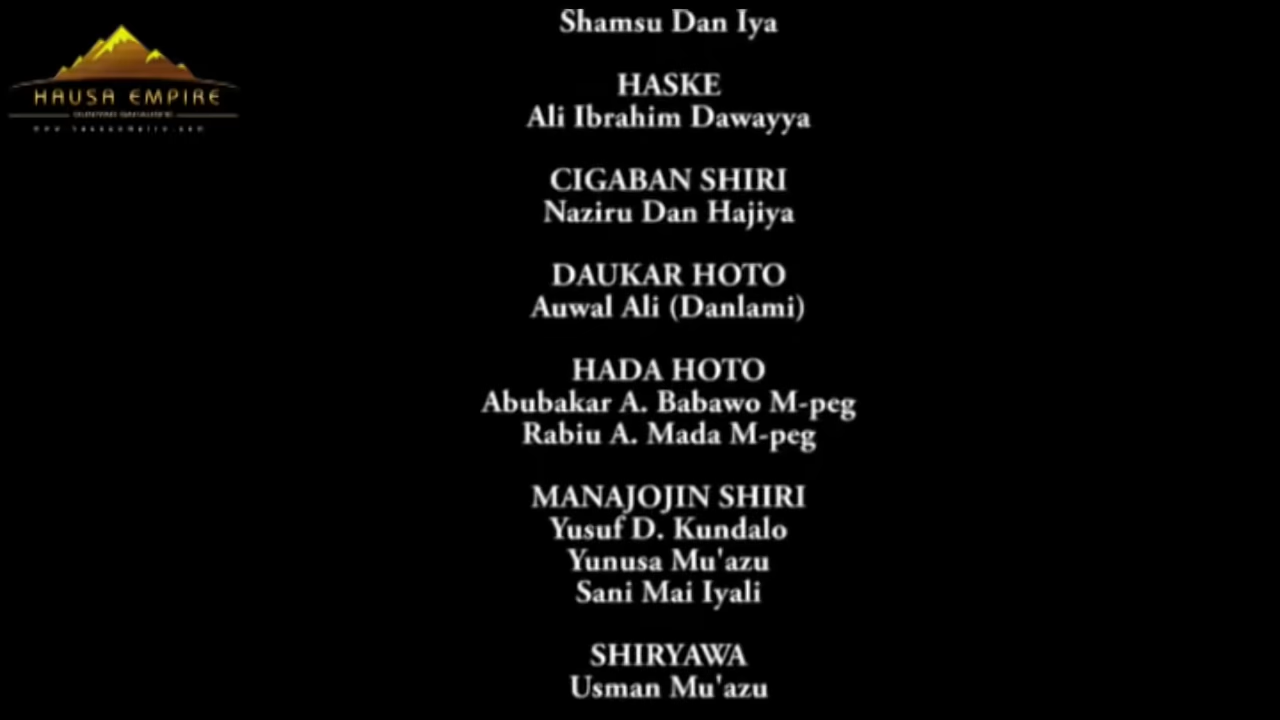 Shamsu Dan Iya
HAUSA EMPIRE
HASKE
Ali Ibrahim Dawayya
CIGABAN SHIRI
Naziru Dan Hajiya
DAUKAR HOTO
Auwal Ali (Danlami)
HADA HOTO
Abubakar A. Babawo M-peg
Rabiu A. Mada M-peg
MANAJOJIN SHIRI
Yusuf D. Kundalo
Yunusa Mu'azu
Sani Mai Iyali
SHIRYAWA
Usman Mu'azu